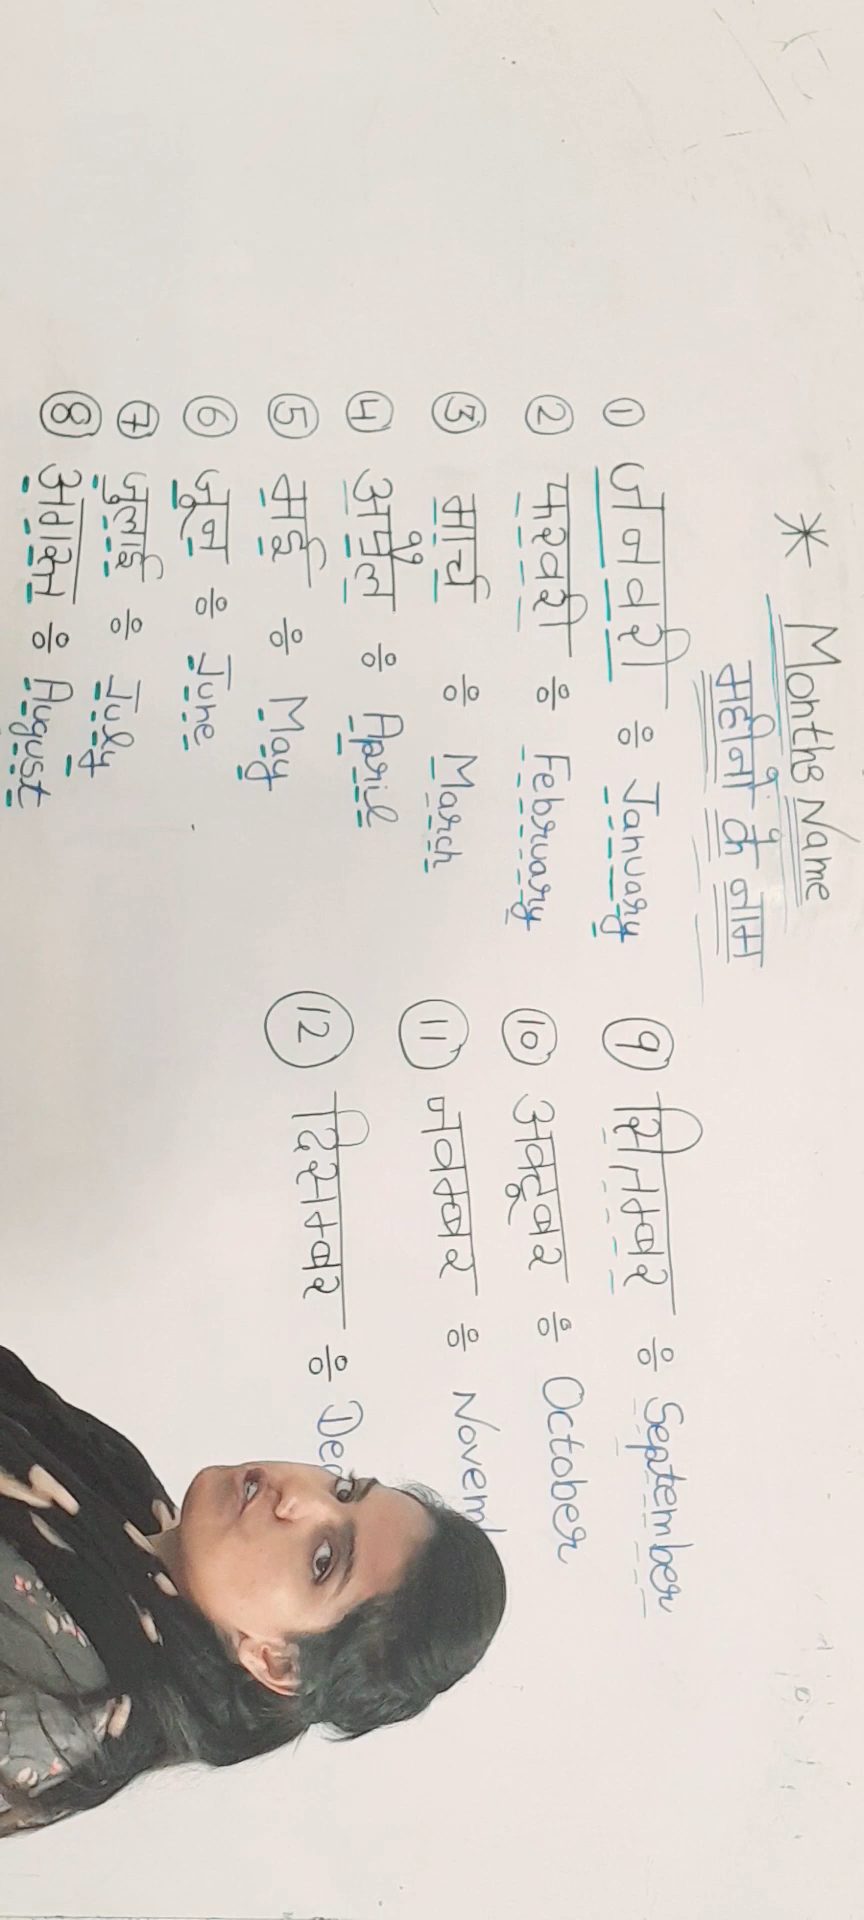 * Months Name
महीनो के नाम
① जनवरी ÷ January
② फरवरी ÷ February
③ मार्च ÷ March
④ अप्रैल ÷ April
⑤ मई ÷ May
⑥ जून ÷ June
⑦ जुलाई ÷ July
⑧ अगस्त ÷ August
⑨ सितम्बर ÷ September
⑩ अक्टूबर ÷ October
⑪ नवम्बर ÷ Novem
⑫ दिसम्बर ÷ Dec